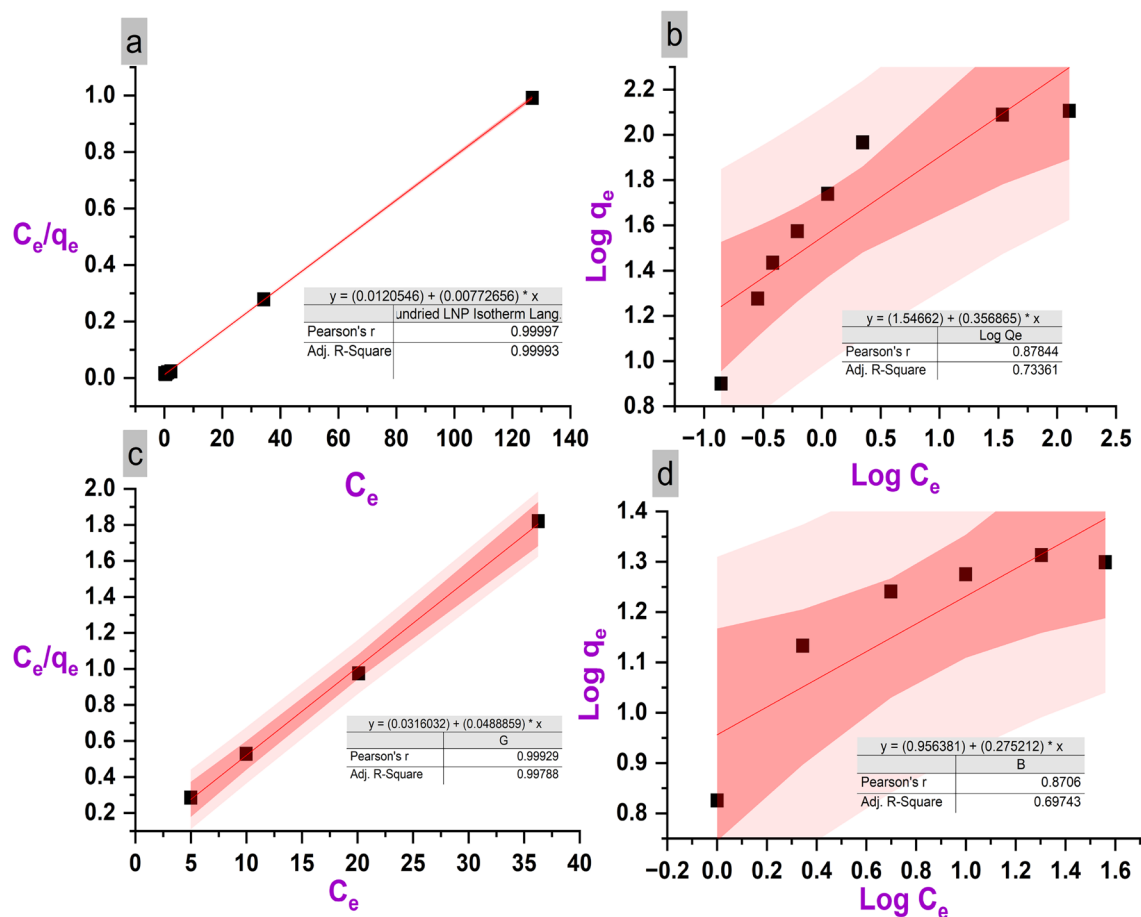 a
Ce/qe
1.0
0.8
0.6
0.4
0.2
0.0
y = (0.0120546) + (0.00772656) * x
undried LNP Isotherm Lang.
Pearson's r 0.99997
Adj. R-Square 0.99993
0 20 40 60 80 100 120 140
Ce
b
Log qe
2.2
2.0
1.8
1.6
1.4
1.2
1.0
0.8
y = (1.54662) + (0.356865) * x
Log Qe
Pearson's r 0.87844
Adj. R-Square 0.73361
−1.0 −0.5 0.0 0.5 1.0 1.5 2.0 2.5
Log Ce
c
Ce/qe
2.0
1.8
1.6
1.4
1.2
1.0
0.8
0.6
0.4
0.2
y = (0.0316032) + (0.0488859) * x
G
Pearson's r 0.99929
Adj. R-Square 0.99788
0 5 10 15 20 25 30 35 40
Ce
d
Log qe
1.4
1.3
1.2
1.1
1.0
0.9
0.8
y = (0.956381) + (0.275212) * x
B
Pearson's r 0.8706
Adj. R-Square 0.69743
−0.2 0.0 0.2 0.4 0.6 0.8 1.0 1.2 1.4 1.6
Log Ce